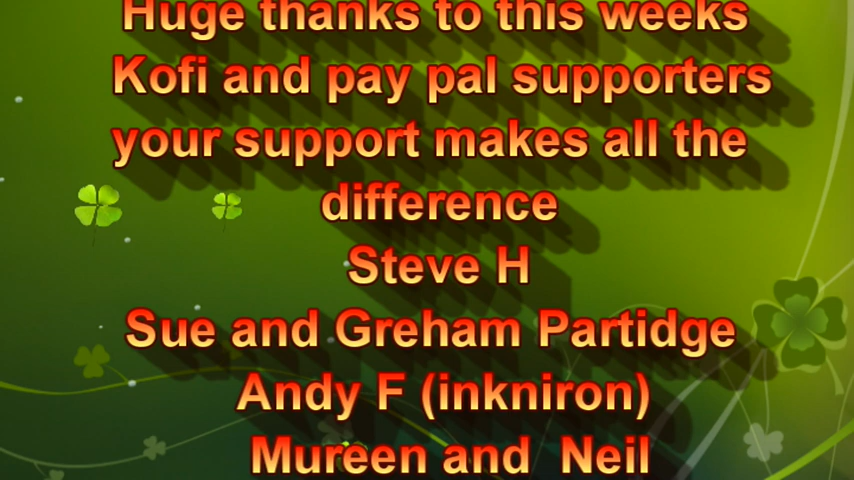 Huge thanks to this weeks
Kofi and pay pal supporters
your support makes all the
difference
Steve H
Sue and Greham Partidge
Andy F (inkniron)
Mureen and  Neil